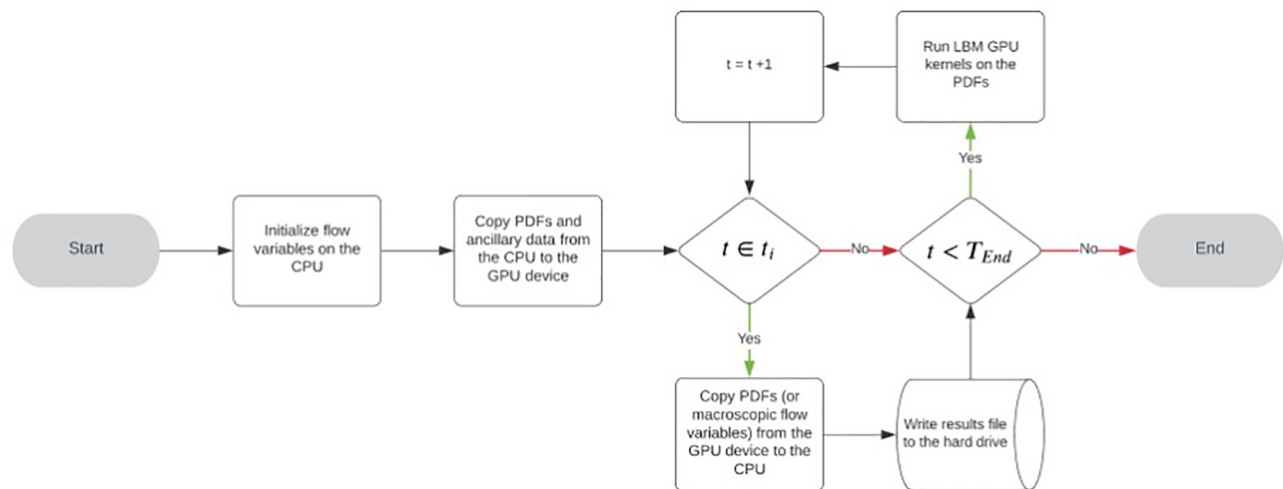 t = t +1
Run LBM GPU
kernels on the
PDFs
Yes
Start
Initialize flow
variables on the
CPU
Copy PDFs and
ancillary data from
the CPU to the
GPU device
t ∈ tᵢ
No
t < T_End
No
End
Yes
Copy PDFs (or
macroscopic flow
variables) from the
GPU device to the
CPU
Write results file
to the hard drive